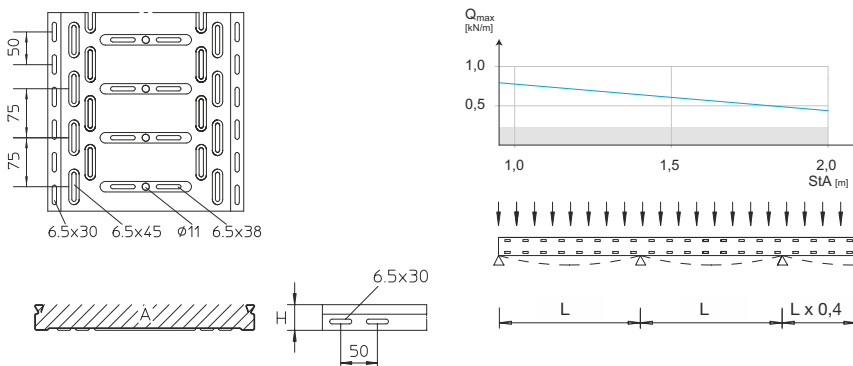 50
75
75
6.5x30
6.5x45
ø11
6.5x38
Qmax
[kN/m]
1,0
0,5
1,0
1,5
2,0
StA [m]
A
H
6.5x30
50
L
L
L x 0,4